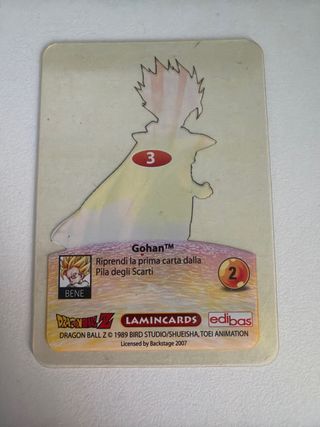 3
Gohan™
Riprendi la prima carta dalla
Pila degli Scarti
BENE
2
DRAGON BALL Z
LAMINCARDS
edibas
DRAGON BALL Z © 1989 BIRD STUDIO/SHUEISHA, TOEI ANIMATION
Licensed by Backstage 2007